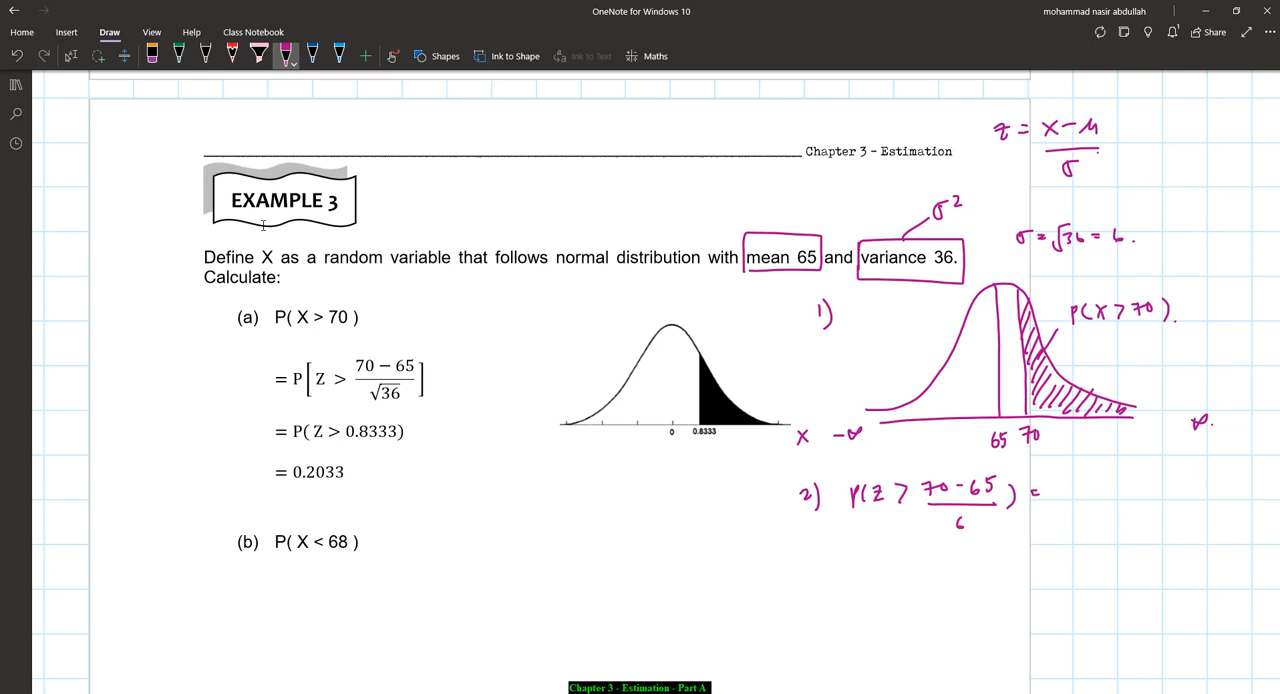 OneNote for Windows 10
mohammad nasir abdullah
Home Insert Draw View Help Class Notebook
Share
Shapes Ink to Shape Ink to Text Maths
z = x − μ / σ
Chapter 3 – Estimation
EXAMPLE 3
σ²
σ = √36 = 6.
Define X as a random variable that follows normal distribution with mean 65 and variance 36.
Calculate:
(a) P( X > 70 )
1)
P(X > 70).
= P[ Z > 70 − 65 / √36 ]
= P( Z > 0.8333)
0 0.8333
X −∞ 65 70 ∞.
= 0.2033
2) P(Z > 70 − 65 / 6 ) =
(b) P( X < 68 )
Chapter 3 - Estimation - Part A